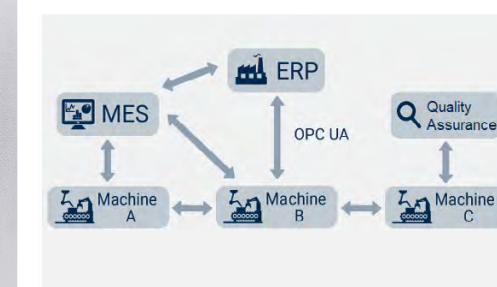 ERP
MES
OPC UA
Quality
Assurance
Machine
A
Machine
B
Machine
C